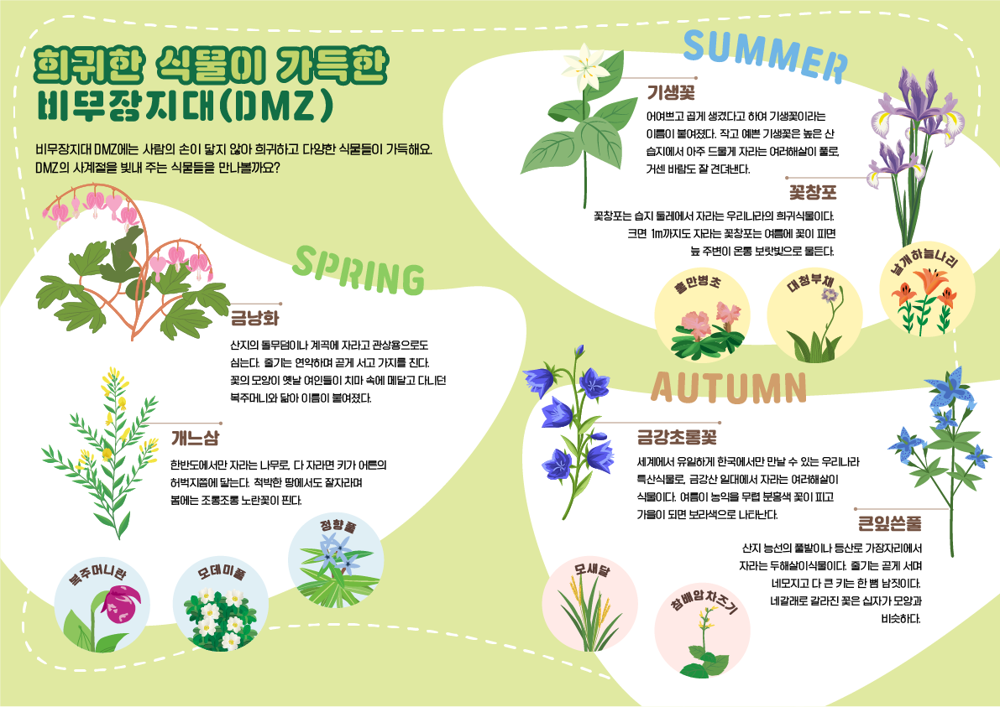 희귀한 식물이 가득한
비무장지대(DMZ)
비무장지대 DMZ에는 사람의 손이 닿지 않아 희귀하고 다양한 식물들이 가득해요.
DMZ의 사계절을 빛내 주는 식물들을 만나볼까요?
SPRING
금낭화
산지의 돌무덤이나 계곡에 자라고 관상용으로도
심는다. 줄기는 연약하며 곧게 서고 가지를 친다.
꽃의 모양이 옛날 여인들이 치마 속에 메달고 다니던
복주머니와 닮아 이름이 붙여졌다.
개느삼
한반도에서만 자라는 나무로, 다 자라면 키가 어른의
허벅지쯤에 닿는다. 척박한 땅에서도 잘자라며
봄에는 조롱조롱 노란꽃이 핀다.
복주머니란
모데미풀
정향풀
SUMMER
기생꽃
어여쁘고 곱게 생겼다고 하여 기생꽃이라는
이름이 붙여졌다. 작고 예쁜 기생꽃은 높은 산
습지에서 아주 드물게 자라는 여러해살이 풀로,
거센 바람도 잘 견뎌낸다.
꽃창포
꽃창포는 습지 둘레에서 자라는 우리나라의 희귀식물이다.
크면 1m까지도 자라는 꽃창포는 여름에 꽃이 피면
늪 주변이 온통 보랏빛으로 물든다.
홀만병초
대청부채
날개하늘나리
AUTUMN
금강초롱꽃
세계에서 유일하게 한국에서만 만날 수 있는 우리나라
특산식물로, 금강산 일대에서 자라는 여러해살이
식물이다. 여름이 농익을 무렵 분홍색 꽃이 피고
가을이 되면 보라색으로 나타난다.
큰잎쓴풀
산지 능선의 풀밭이나 등산로 가장자리에서
자라는 두해살이식물이다. 줄기는 곧게 서며
네모지고 다 큰 키는 한 뼘 남짓이다.
네갈래로 갈라진 꽃은 십자가 모양과
비슷하다.
모새달
참배암차즈기